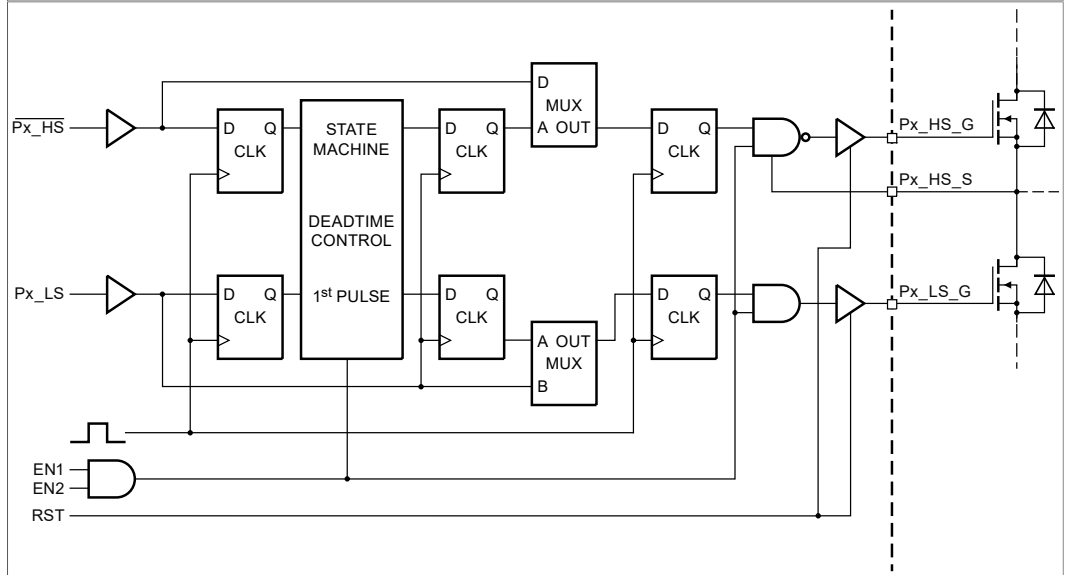 D
MUX
A OUT
Px_HS
D Q
CLK
STATE
MACHINE
DEADTIME
CONTROL
1st PULSE
D Q
CLK
D Q
CLK
Px_HS_G
Px_HS_S
Px_LS
D Q
CLK
D Q
CLK
A OUT
MUX
B
D Q
CLK
Px_LS_G
EN1
EN2
RST